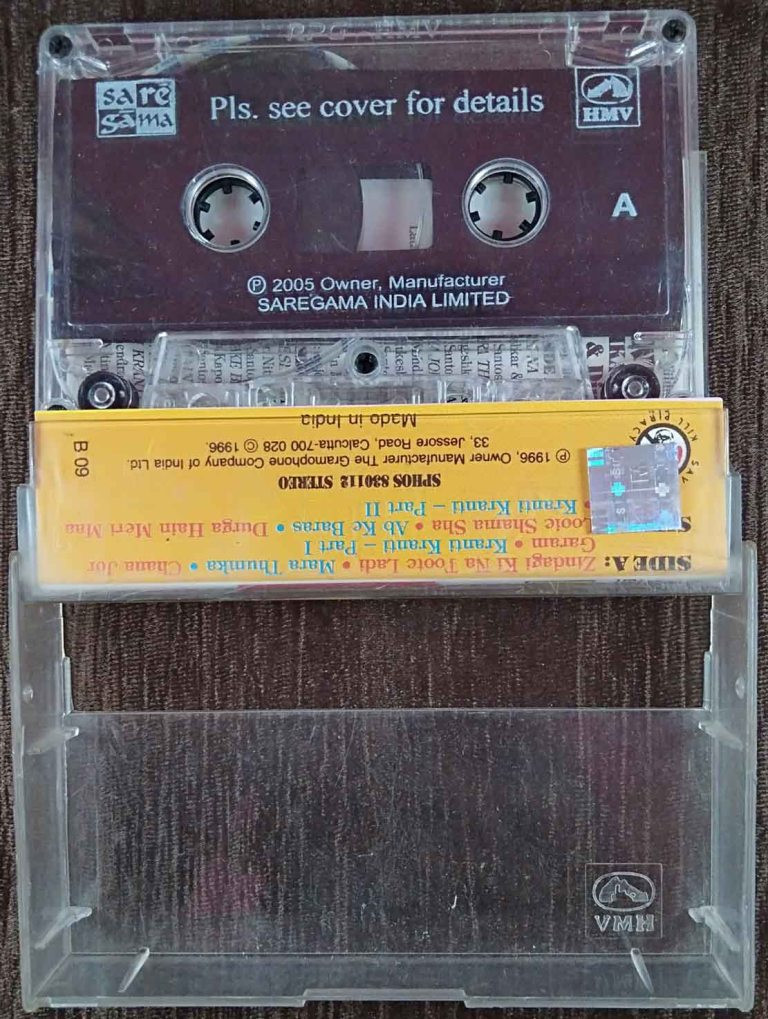 sa re
ga ma
Pls. see cover for details
HMV
A
℗ 2005 Owner, Manufacturer
SAREGAMA INDIA LIMITED
SIDE A: Zindagi Ki Na Toote Ladi • Mara Thumka • Chana Jor
Garam • Kranti Kranti – Part I
Looie Shama Sha • Ab Ke Baras • Durga Hain Meri Maa
• Kranti Kranti – Part II
SPHOS 830112 STEREO
℗ 1996, Owner Manufacturer The Gramophone Company of India Ltd.
33, Jessore Road, Calcutta-700 028 © 1996.
Made in India
B 09
KILL PIRACY
HMV